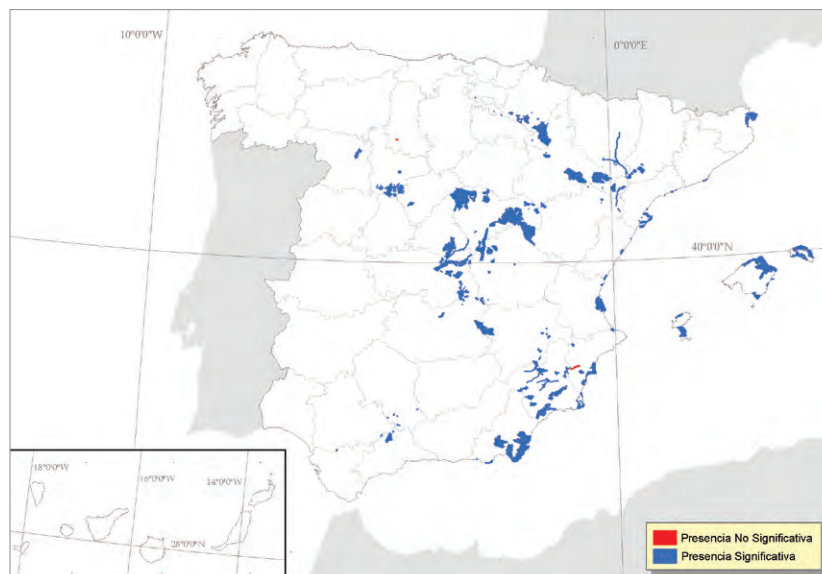 10°0'0"W
0°0'0"E
40°0'0"N
18°0'0"W
16°0'0"W
14°0'0"W
28°0'0"N
Presencia No Significativa
Presencia Significativa